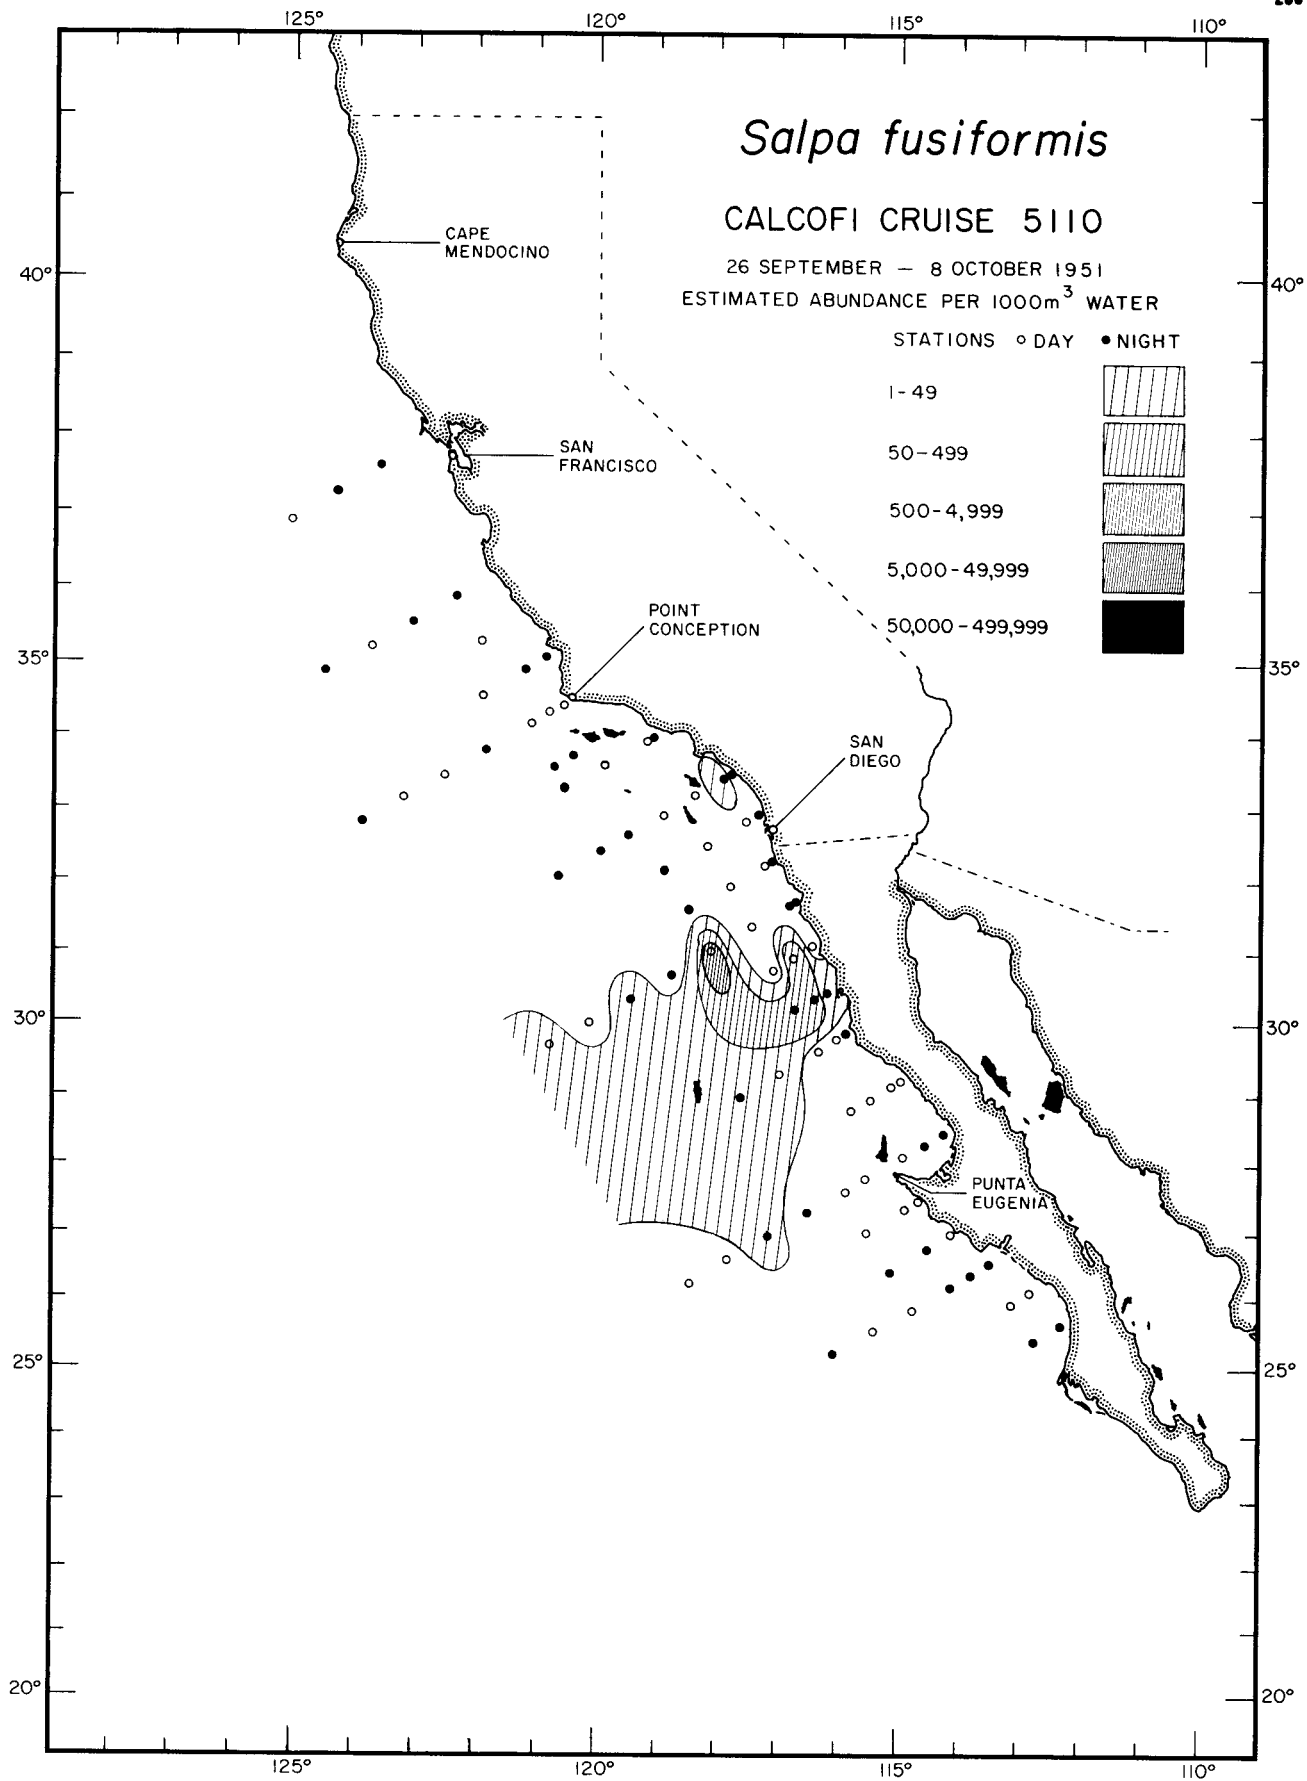 125° 120° 115° 110°
Salpa fusiformis
CALCOFI CRUISE 5110
26 SEPTEMBER — 8 OCTOBER 1951
ESTIMATED ABUNDANCE PER 1000m³ WATER
STATIONS ○ DAY ● NIGHT
1-49
50-499
500-4,999
5,000-49,999
50,000-499,999
CAPE
MENDOCINO
40° 40°
SAN
FRANCISCO
POINT
CONCEPTION
35° 35°
SAN
DIEGO
30° 30°
PUNTA
EUGENIA
25° 25°
20° 20°
125° 120° 115° 110°